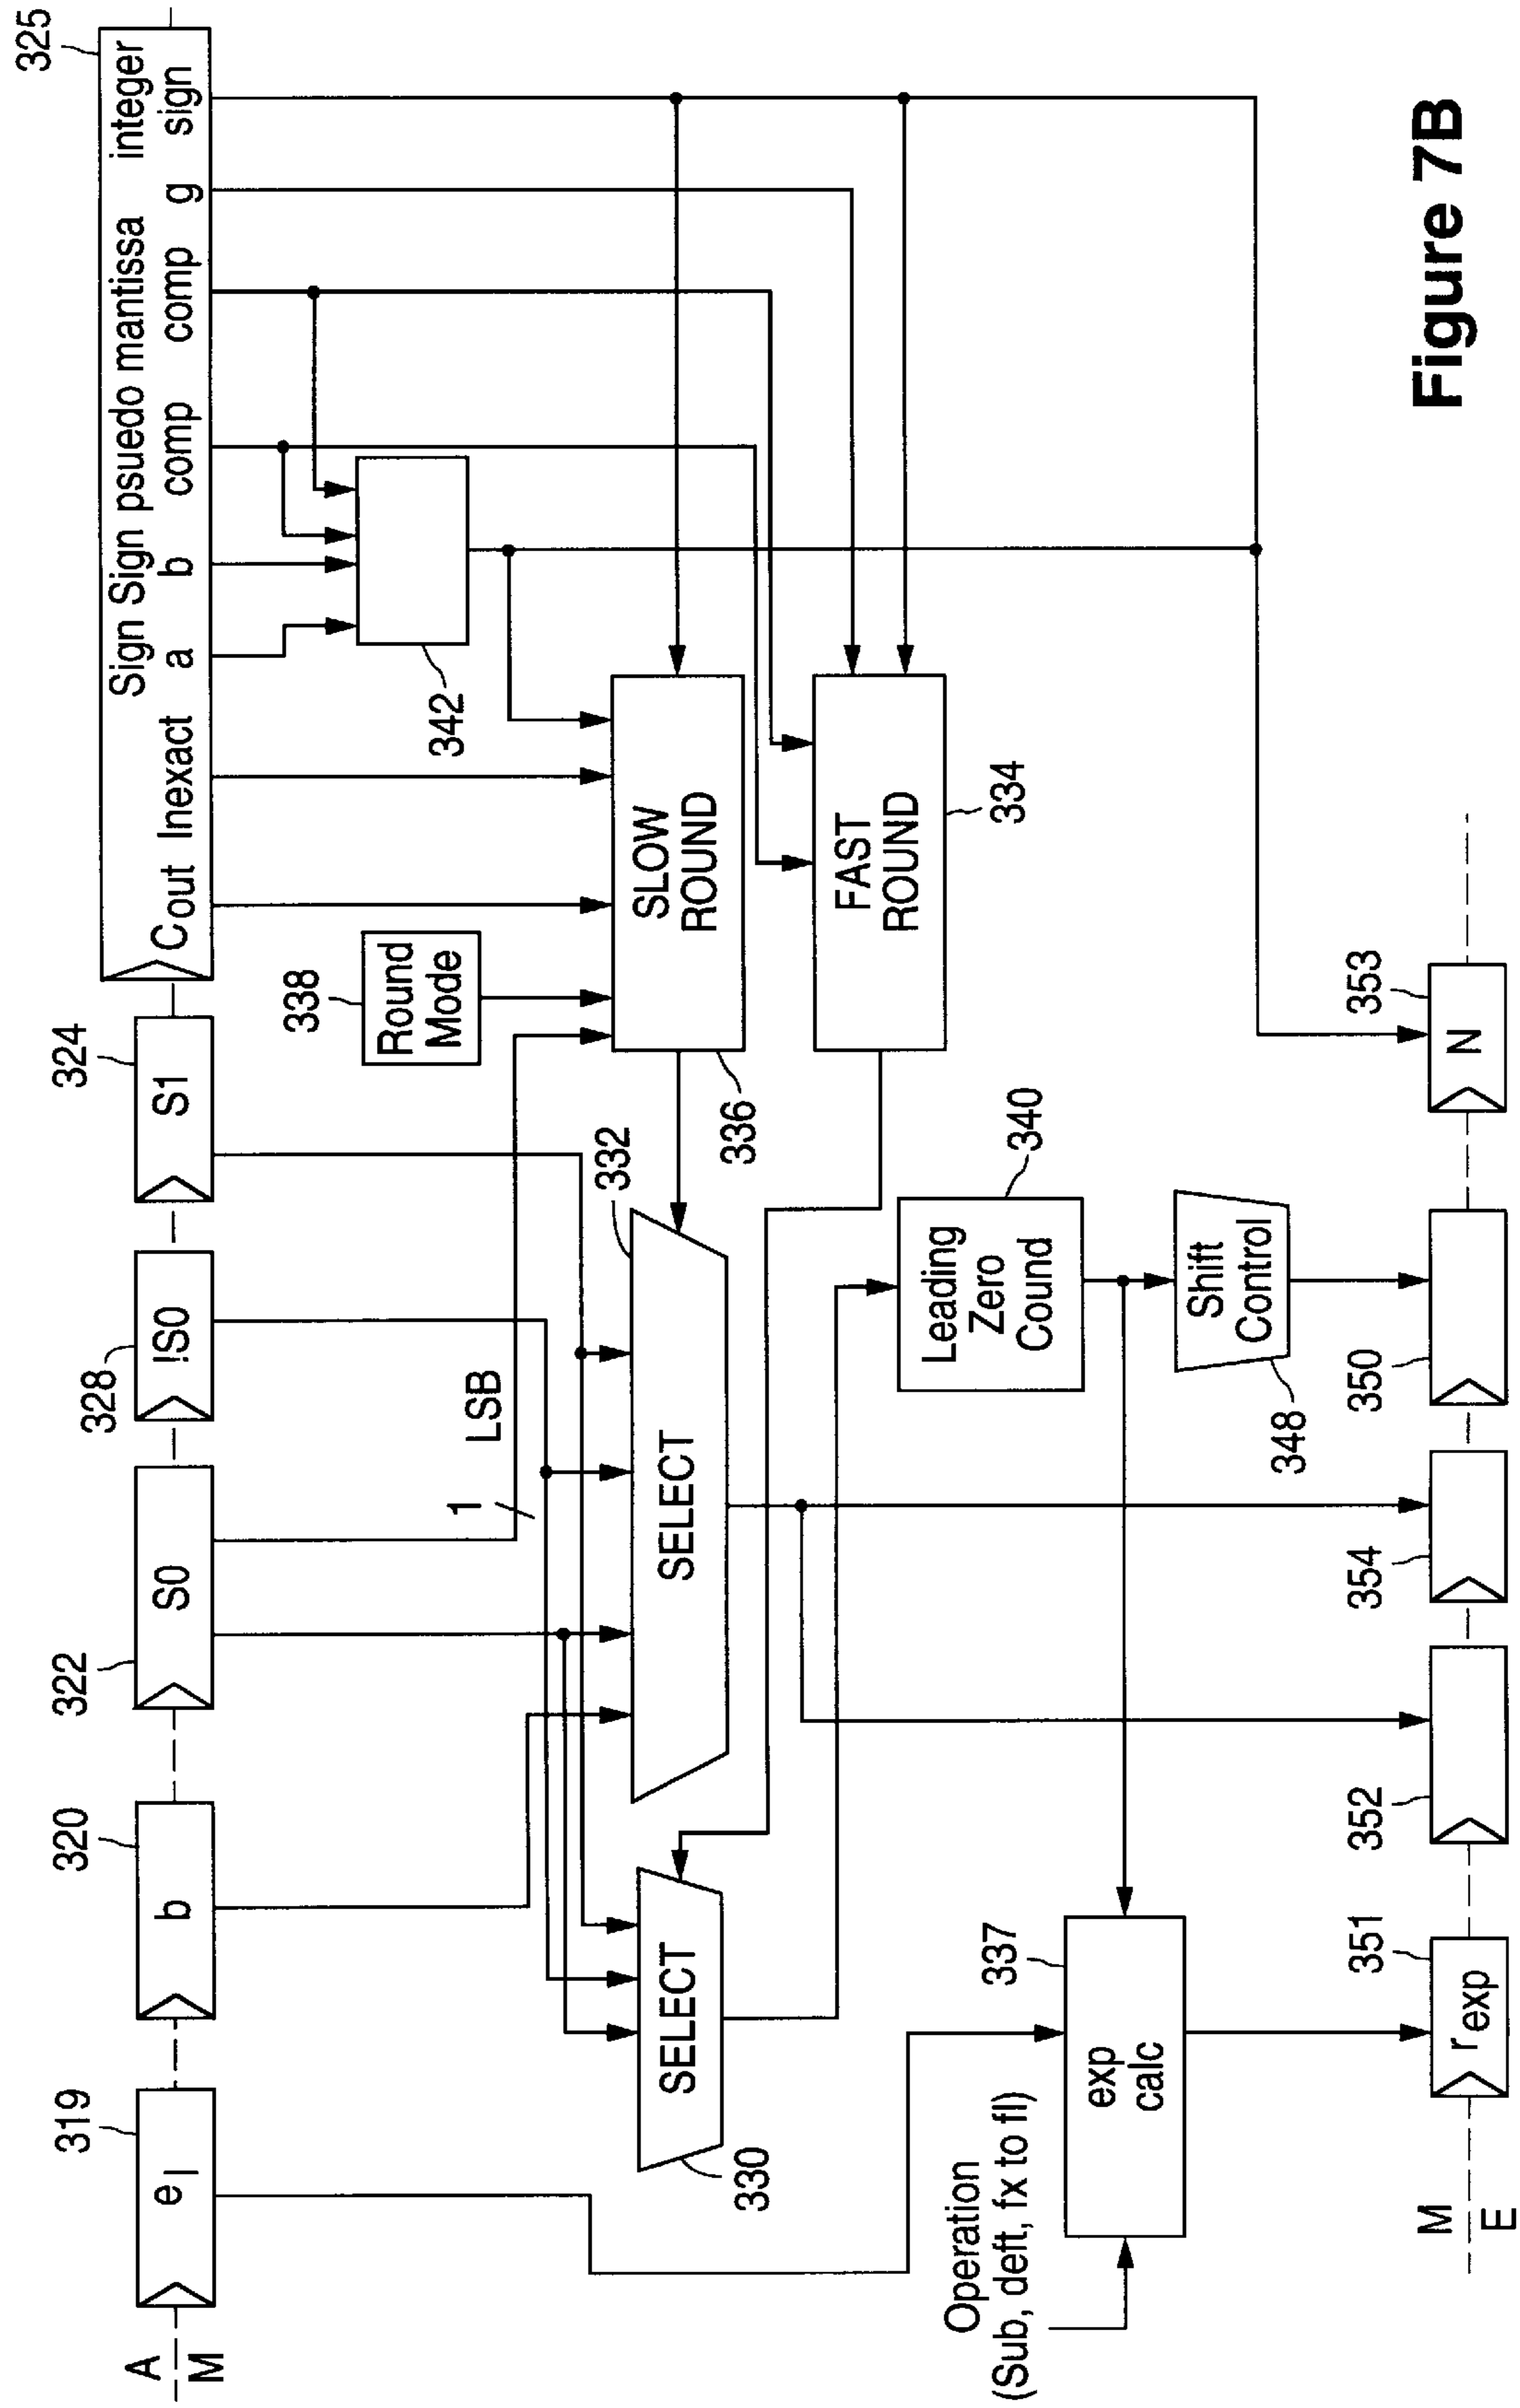 A
M
319
e_l
320
b
322
S0
328
!S0
324
S1
325
Sign Sign psuedo mantissa integer
Cout Inexact a b comp comp g sign
1
LSB
338
Round
Mode
342
332
SELECT
336
SLOW
ROUND
SELECT
330
FAST
ROUND
334
340
Leading
Zero
Cound
Operation
(Sub, deft, fx to fl)
337
exp
calc
348
Shift
Control
M
E
351
r exp
352
354
350
353
N
Figure 7B